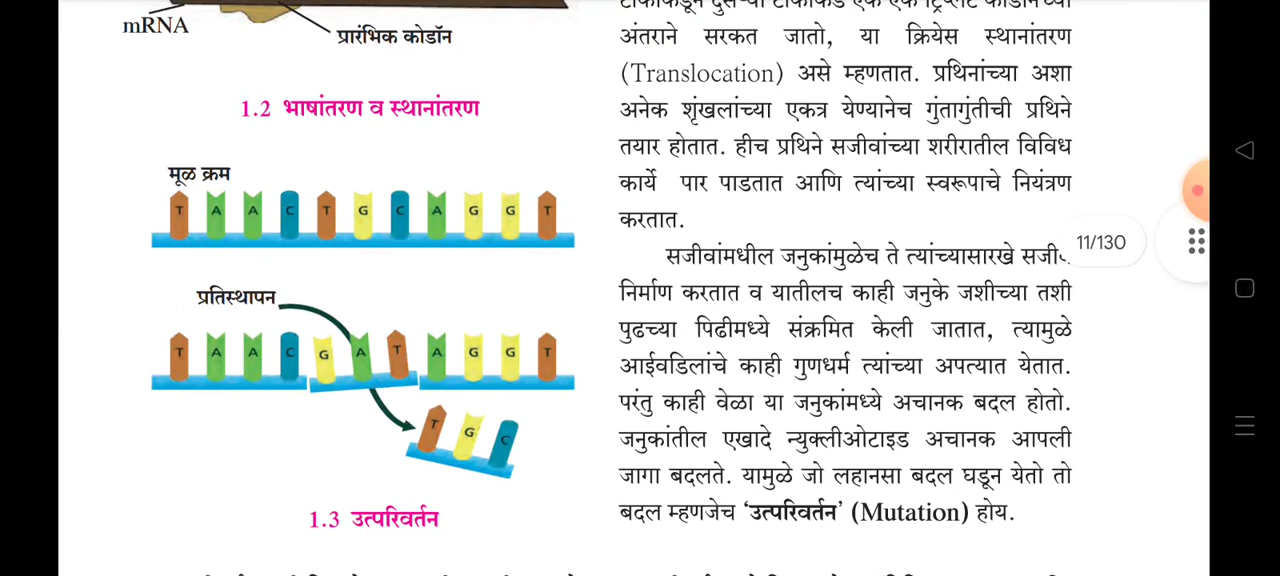 mRNA
प्रारंभिक कोडॉन
1.2 भाषांतरण व स्थानांतरण
मूळ क्रम
T A A C T G C A G G T
प्रतिस्थापन
T A A C G A T A G G T
T G C
1.3 उत्परिवर्तन
अंतराने सरकत जातो, या क्रियेस स्थानांतरण
(Translocation) असे म्हणतात. प्रथिनांच्या अशा
अनेक शृंखलांच्या एकत्र येण्यानेच गुंतागुंतीची प्रथिने
तयार होतात. हीच प्रथिने सजीवांच्या शरीरातील विविध
कार्ये पार पाडतात आणि त्यांच्या स्वरूपाचे नियंत्रण
करतात.
सजीवांमधील जनुकांमुळेच ते त्यांच्यासारखे
निर्माण करतात व यातीलच काही जनुके जशीच्या तशी
पुढच्या पिढीमध्ये संक्रमित केली जातात, त्यामुळे
आईवडिलांचे काही गुणधर्म त्यांच्या अपत्यात येतात.
परंतु काही वेळा या जनुकांमध्ये अचानक बदल होतो.
जनुकांतील एखादे न्युक्लीओटाइड अचानक आपली
जागा बदलते. यामुळे जो लहानसा बदल घडून येतो तो
बदल म्हणजेच ‘उत्परिवर्तन’ (Mutation) होय.
11/130